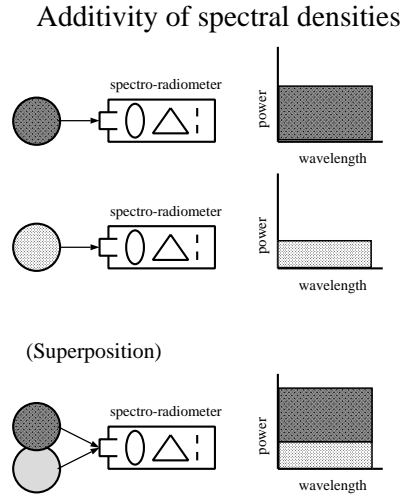 Additivity of spectral densities
spectro-radiometer
power
wavelength
spectro-radiometer
power
wavelength
(Superposition)
spectro-radiometer
power
wavelength